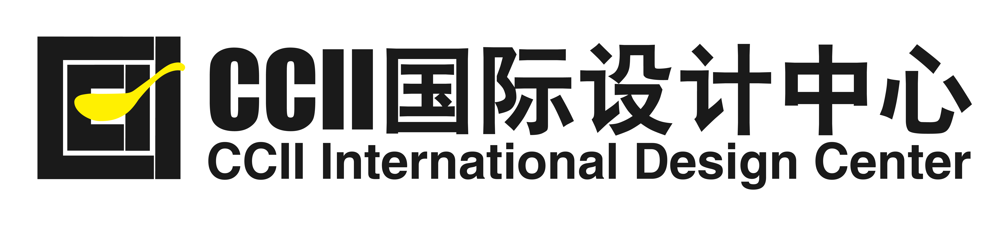 CCII国际设计中心
CCII International Design Center